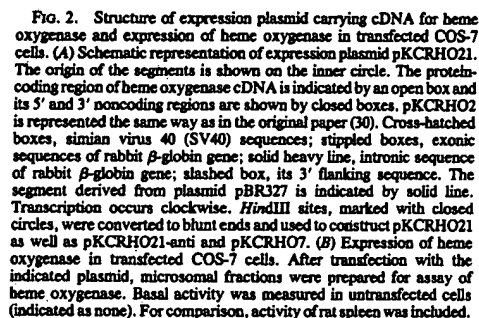 FIG. 2. Structure of expression plasmid carrying cDNA for heme
oxygenase and expression of heme oxygenase in transfected COS-7
cells. (A) Schematic representation of expression plasmid pKCRHO21.
The origin of the segments is shown on the inner circle. The protein-
coding region of heme oxygenase cDNA is indicated by an open box and
its 5′ and 3′ noncoding regions are shown by closed boxes. pKCRHO2
is represented the same way as in the original paper (30). Cross-hatched
boxes, simian virus 40 (SV40) sequences; stippled boxes, exonic
sequences of rabbit β-globin gene; solid heavy line, intronic sequence
of rabbit β-globin gene; slashed box, its 3′ flanking sequence. The
segment derived from plasmid pBR327 is indicated by solid line.
Transcription occurs clockwise. HindIII sites, marked with closed
circles, were converted to blunt ends and used to construct pKCRHO21
as well as pKCRHO21-anti and pKCRHO7. (B) Expression of heme
oxygenase in transfected COS-7 cells. After transfection with the
indicated plasmid, microsomal fractions were prepared for assay of
heme oxygenase. Basal activity was measured in untransfected cells
(indicated as none). For comparison, activity of rat spleen was included.